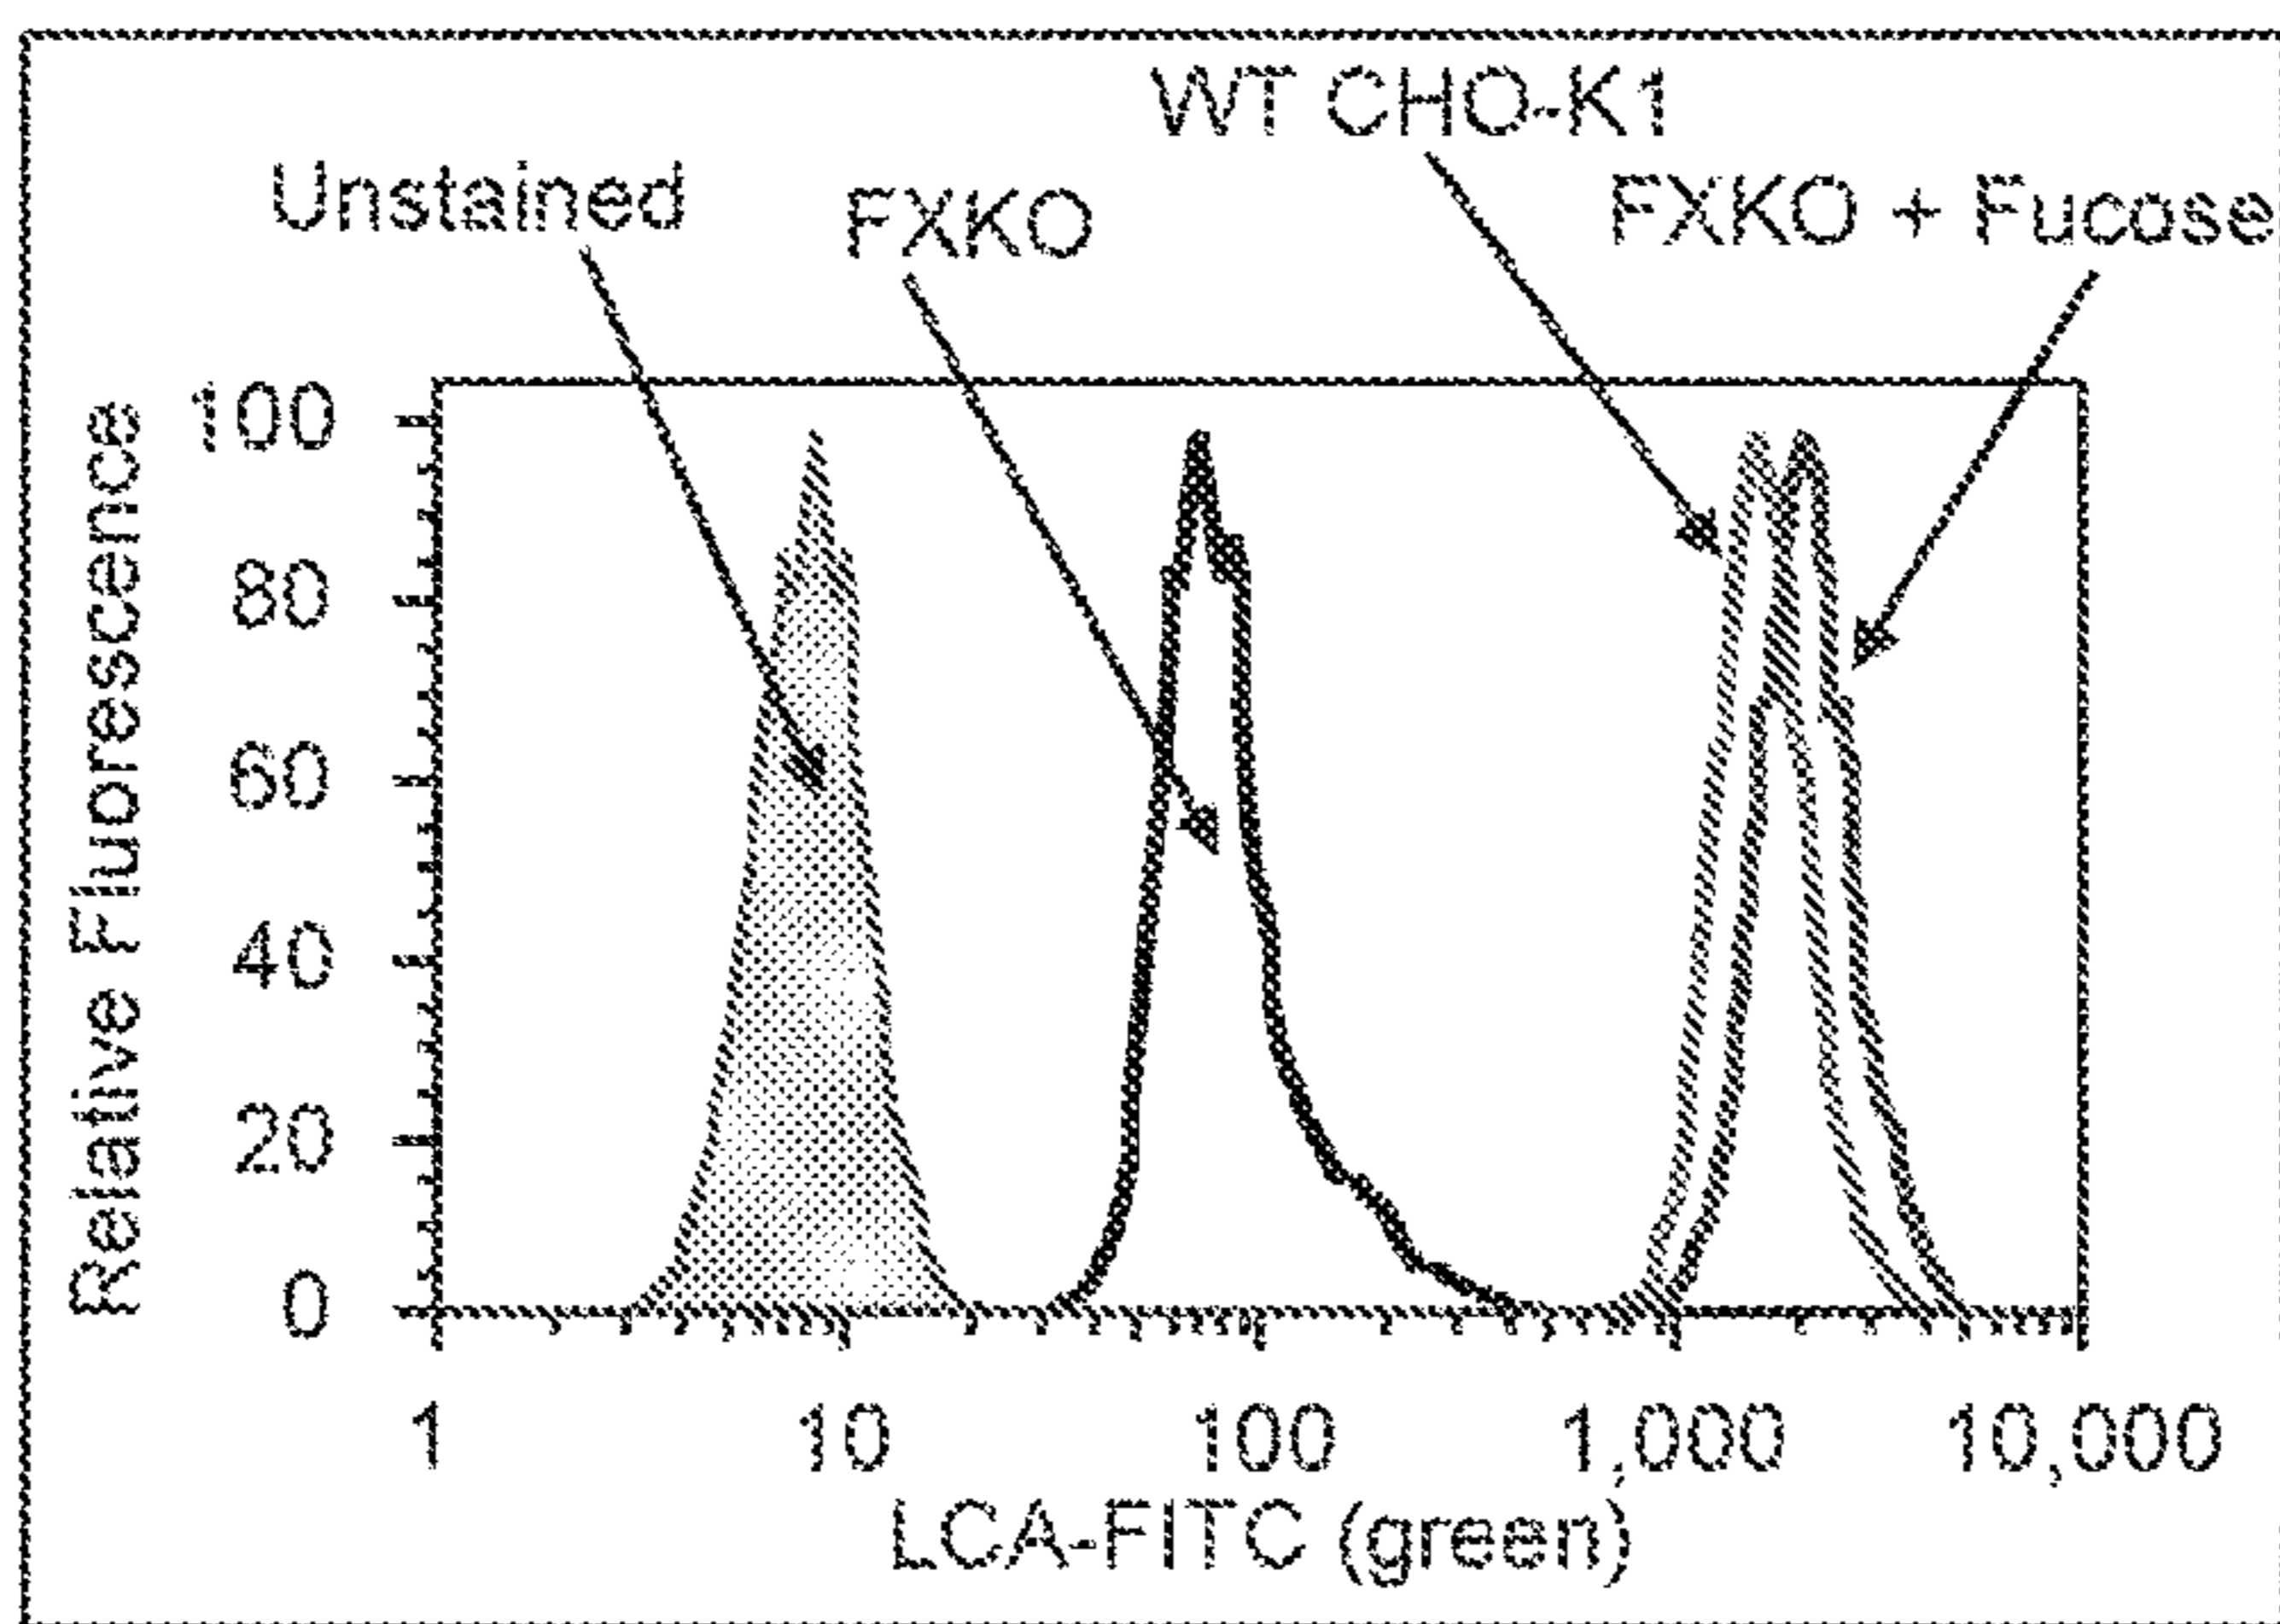 WT CHO-K1
Unstained
FXKO
FXKO + Fucose
Relative Fluorescence
100
80
60
40
20
0
1
10
100
1,000
10,000
LCA-FITC (green)